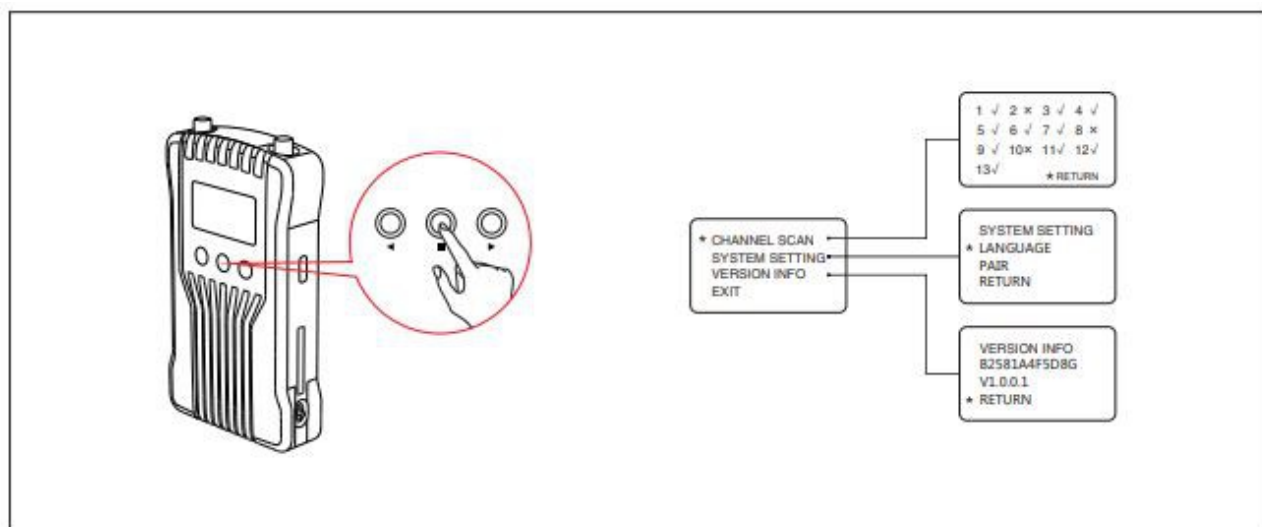 1 √ 2 × 3 √ 4 √
5 √ 6 √ 7 √ 8 ×
9 √ 10× 11√ 12√
13√
* RETURN
* CHANNEL SCAN
SYSTEM SETTING
VERSION INFO
EXIT
SYSTEM SETTING
* LANGUAGE
PAIR
RETURN
VERSION INFO
B2581A4F5D8G
V1.0.0.1
* RETURN